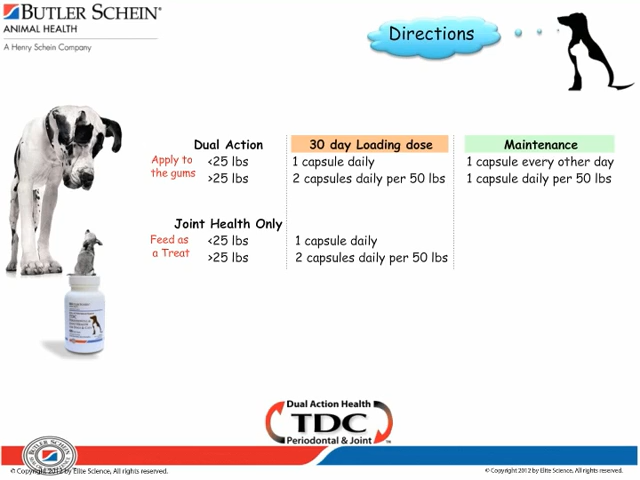 BUTLER SCHEIN®
ANIMAL HEALTH
A Henry Schein Company
Directions
Dual Action 30 day Loading dose Maintenance
Apply to the gums
<25 lbs 1 capsule daily 1 capsule every other day
>25 lbs 2 capsules daily per 50 lbs 1 capsule daily per 50 lbs
Joint Health Only
Feed as a Treat
<25 lbs 1 capsule daily
>25 lbs 2 capsules daily per 50 lbs
Dual Action Health
TDC
Periodontal & Joint
™
© Copyright 2012 by Elite Science, All rights reserved.
© Copyright 2012 by Elite Science, All rights reserved.